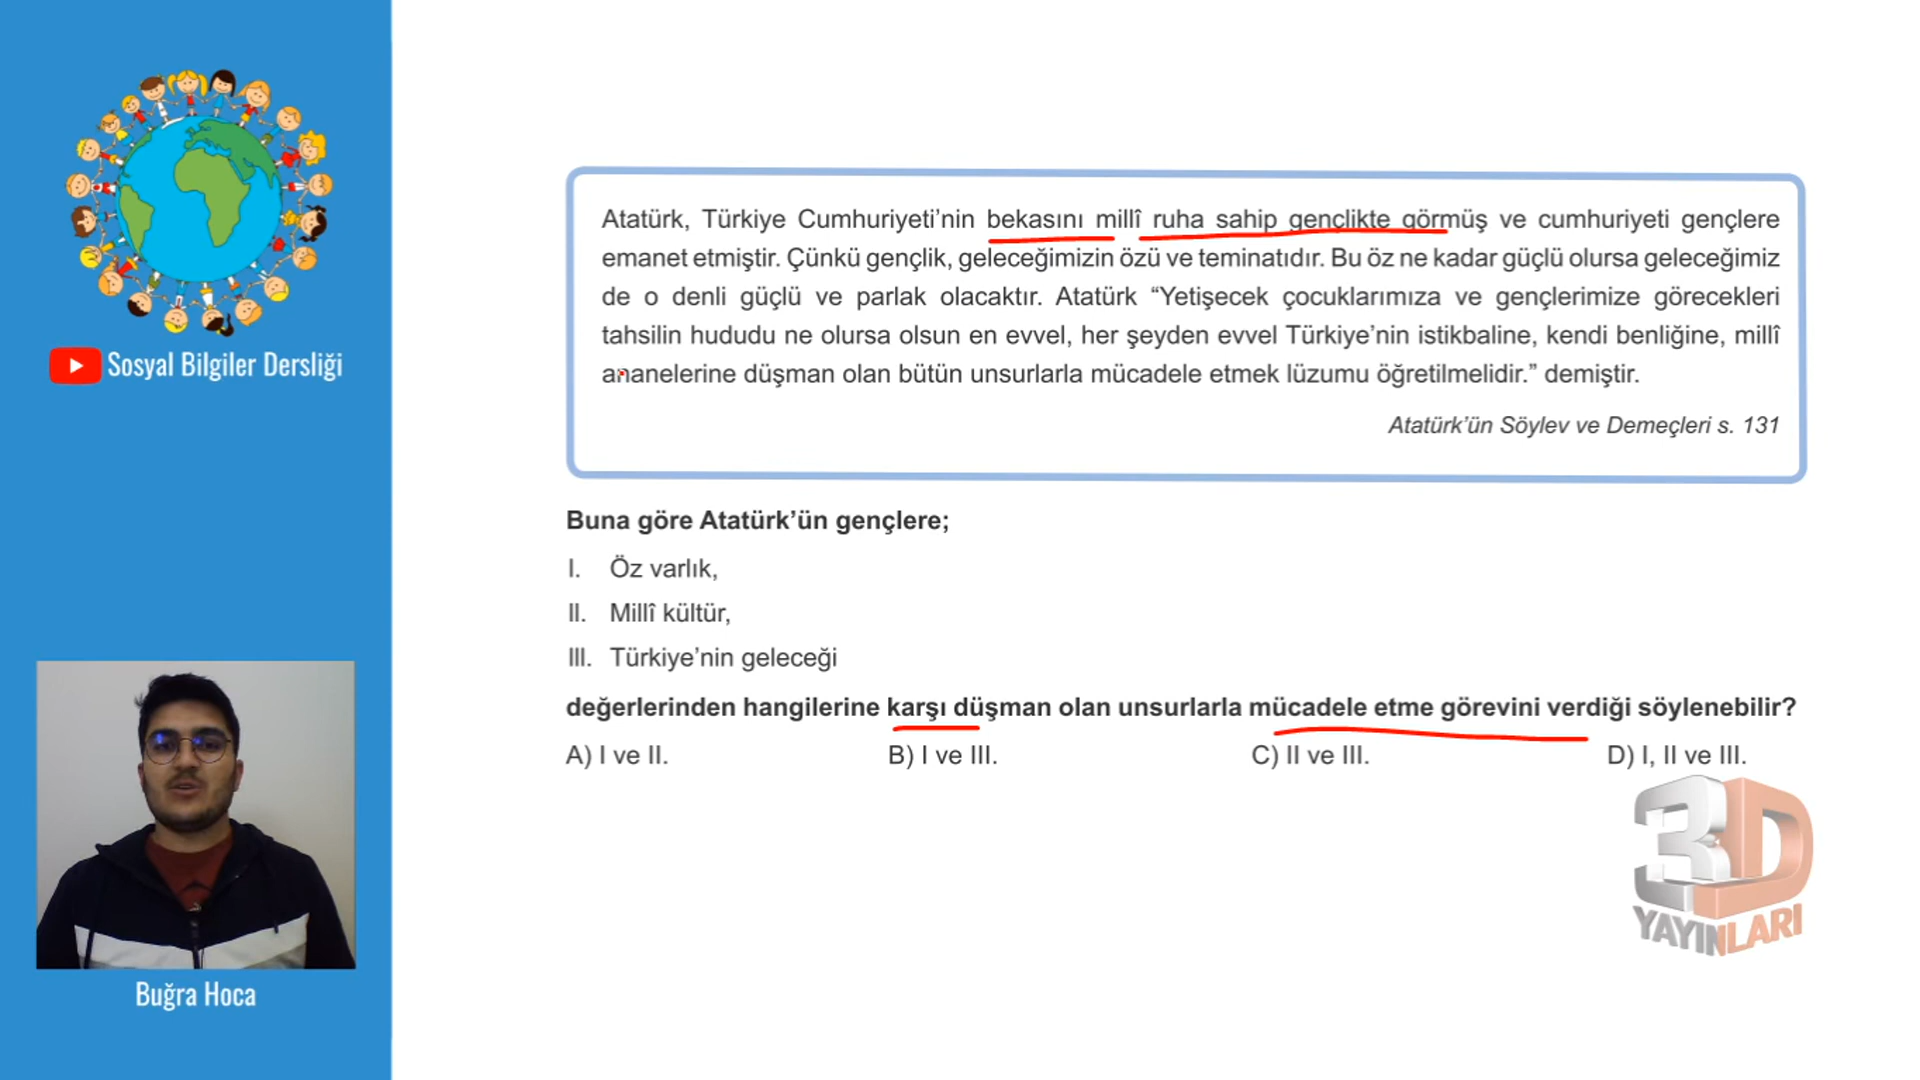 Atatürk, Türkiye Cumhuriyeti’nin bekasını millî ruha sahip gençlikte görmüş ve cumhuriyeti gençlere
emanet etmiştir. Çünkü gençlik, geleceğimizin özü ve teminatıdır. Bu öz ne kadar güçlü olursa geleceğimiz
de o denli güçlü ve parlak olacaktır. Atatürk “Yetişecek çocuklarımıza ve gençlerimize görecekleri
tahsilin hududu ne olursa olsun en evvel, her şeyden evvel Türkiye’nin istikbaline, kendi benliğine, millî
ananelerine düşman olan bütün unsurlarla mücadele etmek lüzumu öğretilmelidir.” demiştir.
Atatürk’ün Söylev ve Demeçleri s. 131
Sosyal Bilgiler Dersliği
Buna göre Atatürk’ün gençlere;
I. Öz varlık,
II. Millî kültür,
III. Türkiye’nin geleceği
değerlerinden hangilerine karşı düşman olan unsurlarla mücadele etme görevini verdiği söylenebilir?
A) I ve II.
B) I ve III.
C) II ve III.
D) I, II ve III.
3D
YAYINLARI
Buğra Hoca